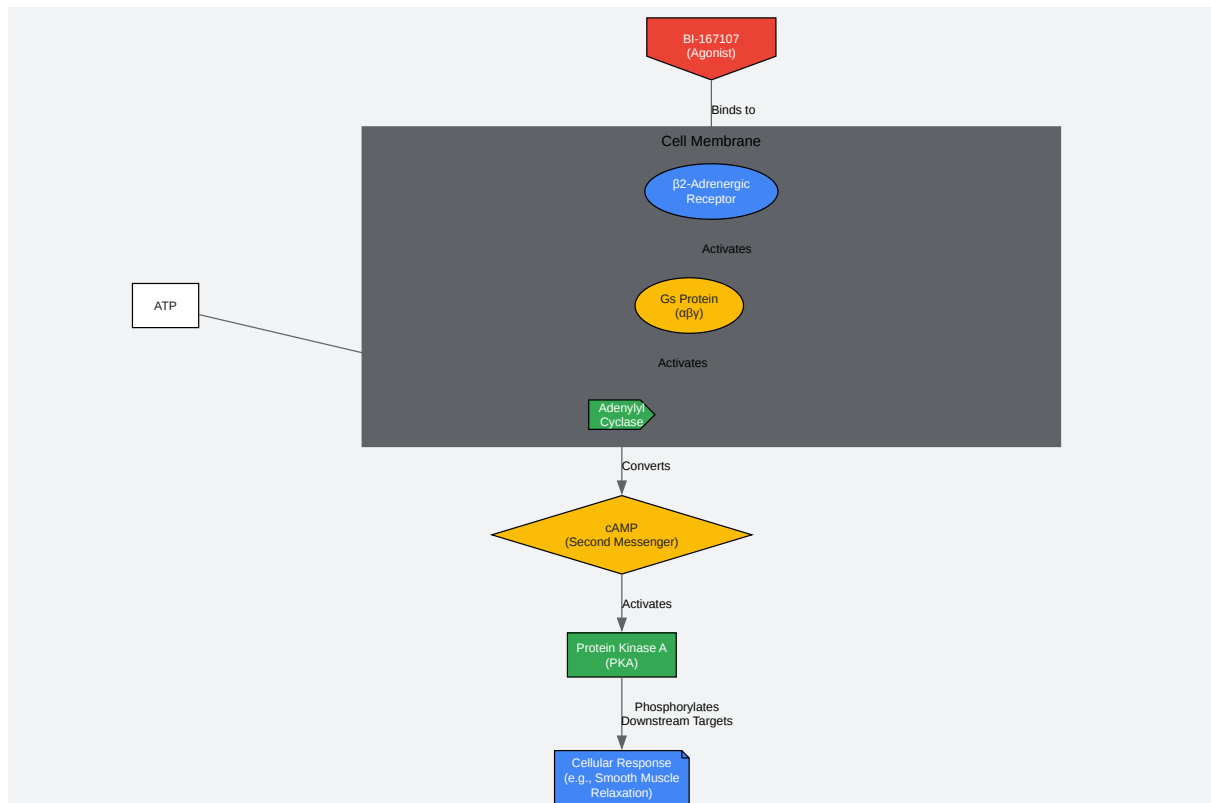 BI-167107
(Agonist)
Binds to
Cell Membrane
β2-Adrenergic
Receptor
Activates
ATP
Gs Protein
(αβγ)
Activates
Adenylyl
Cyclase
Converts
cAMP
(Second Messenger)
Activates
Protein Kinase A
(PKA)
Phosphorylates
Downstream Targets
Cellular Response
(e.g., Smooth Muscle
Relaxation)